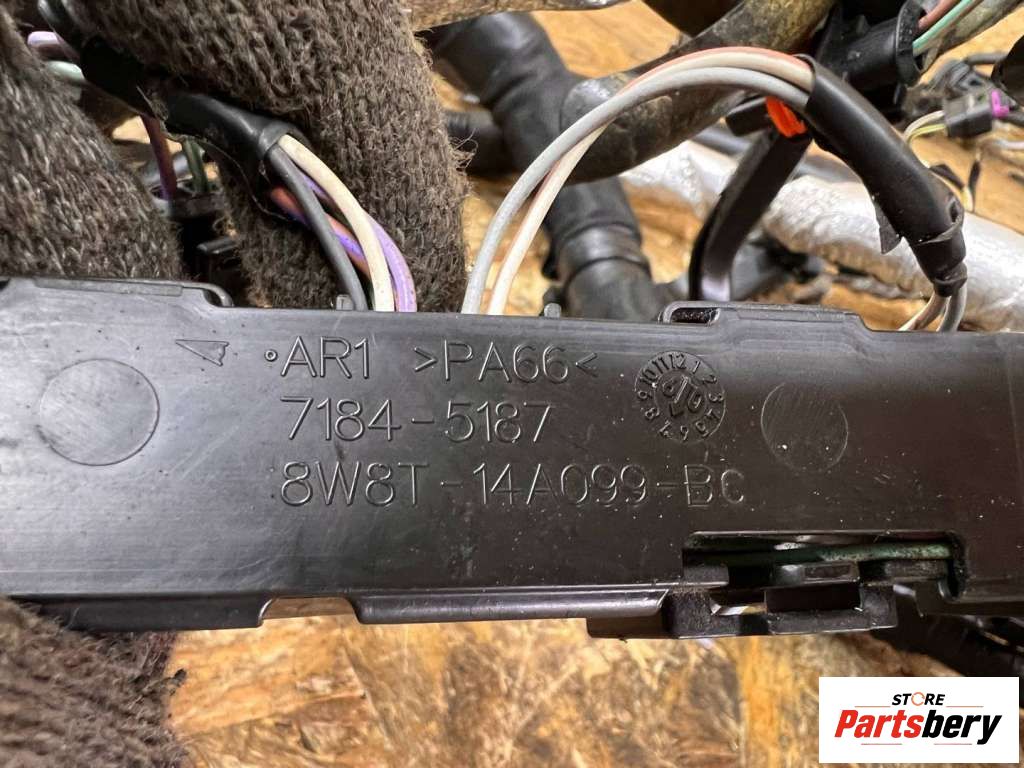 AR1 >PA66<
7184-5187
8W8T-14A099-BC
STORE
Partsbery